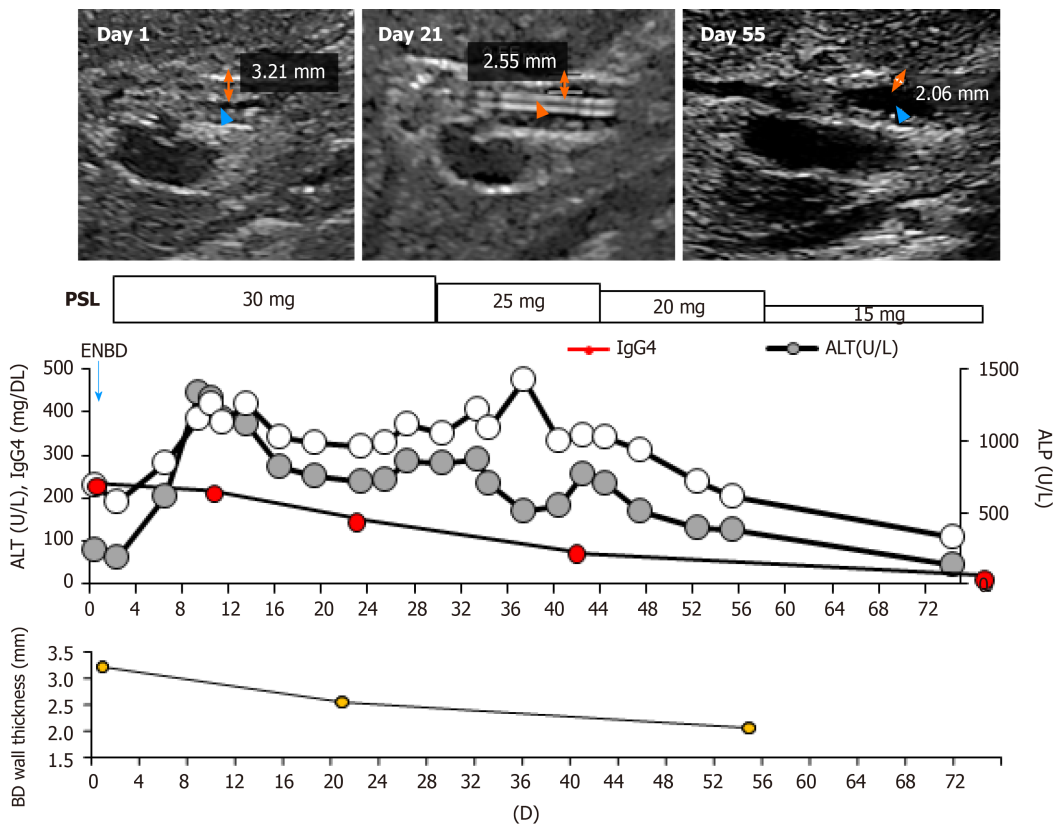 Day 1
Day 21
Day 55
3.21 mm
2.55 mm
2.06 mm
PSL
30 mg
25 mg
20 mg
15 mg
ENBD
IgG4
ALT(U/L)
ALT (U/L), IgG4 (mg/DL)
500
400
300
200
100
0
1500
1000
500
0
ALP (U/L)
0 4 8 12 16 20 24 28 32 36 40 44 48 52 56 60 64 68 72
BD wall thickness (mm)
3.5
3.0
2.5
2.0
1.5
0 4 8 12 16 20 24 28 32 36 40 44 48 52 56 60 64 68 72
(D)